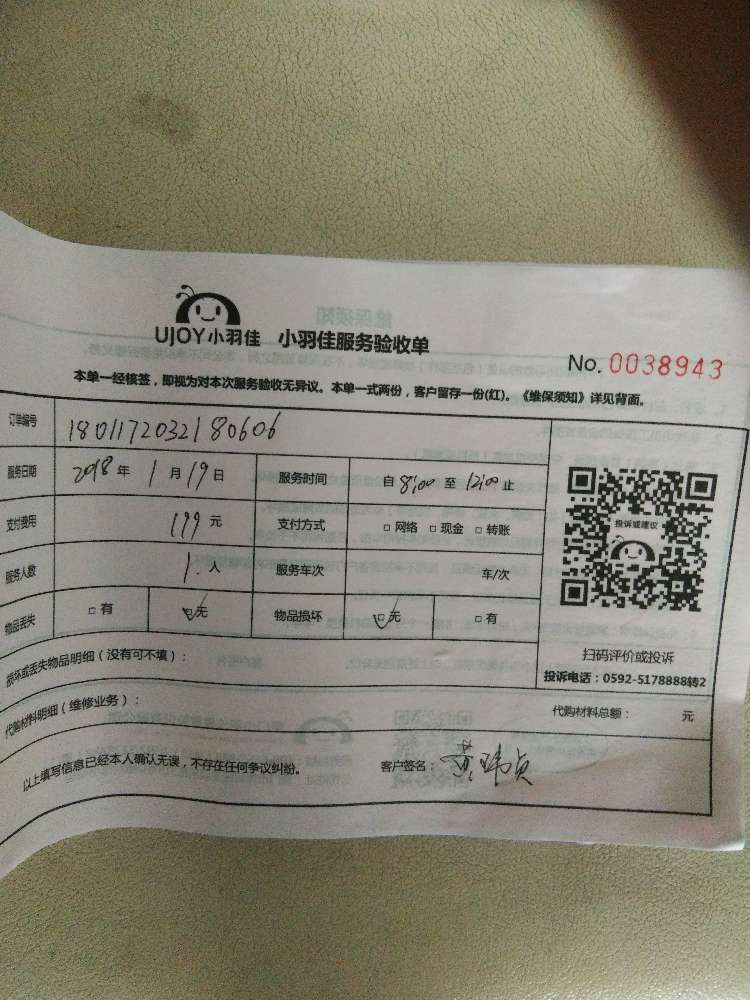 UJOY小羽佳 小羽佳服务验收单
No. 0038943
本单一经核签，即视为对本次服务验收无异议。本单一式两份，客户留存一份(红)。《维保须知》详见背面。
订单编号 180117203218 0606
服务日期 2018 年 1 月 19 日 服务时间 自 8:00 至 12:00 止
支付费用 199 元 支付方式 □ 网络 □ 现金 □ 转账
投诉或建议
服务人数 1. 人 服务车次 车/次
物品丢失 □ 有 □ 无 物品损坏 □ 无 □ 有
扫码评价或投诉
投诉电话：0592-5178888转2
损坏或丢失物品明细（没有可不填）：
代购材料明细（维修业务）： 代购材料总额： 元
以上填写信息已经本人确认无误，不存在任何争议纠纷。 客户签名：